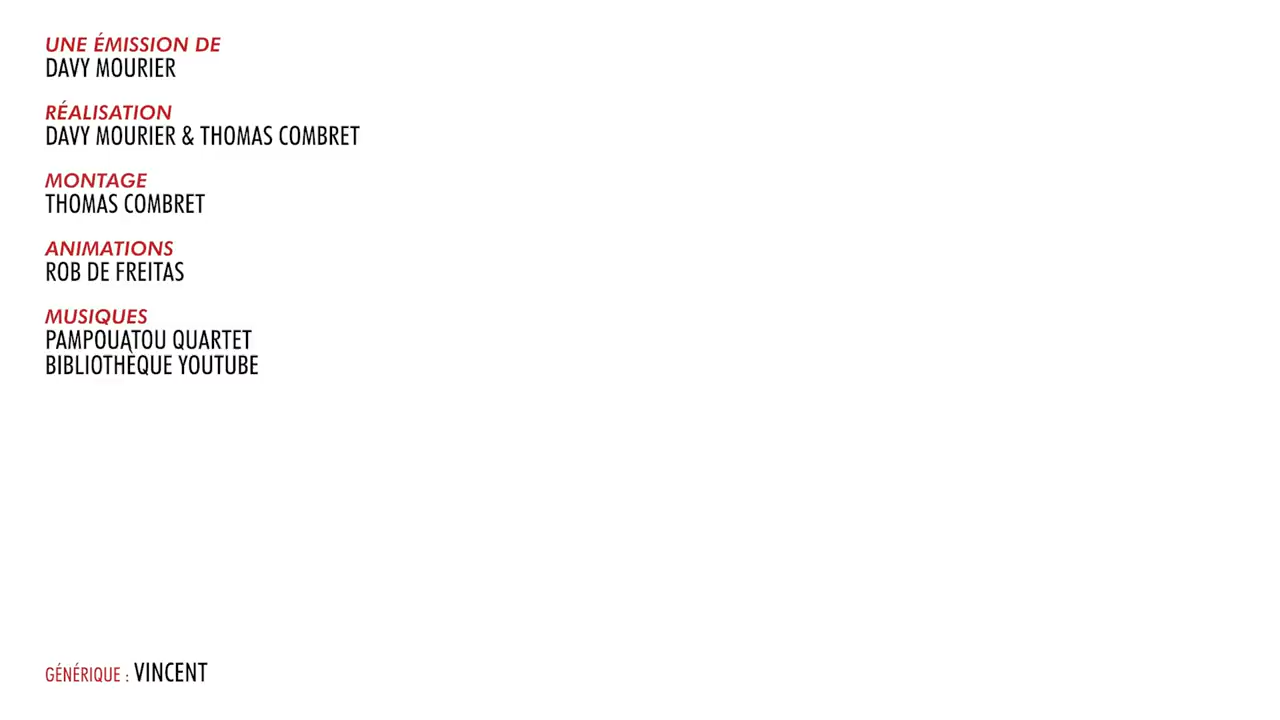 UNE ÉMISSION DE
DAVY MOURIER
RÉALISATION
DAVY MOURIER & THOMAS COMBRET
MONTAGE
THOMAS COMBRET
ANIMATIONS
ROB DE FREITAS
MUSIQUES
PAMPOUATOU QUARTET
BIBLIOTHÈQUE YOUTUBE
GÉNÉRIQUE : VINCENT